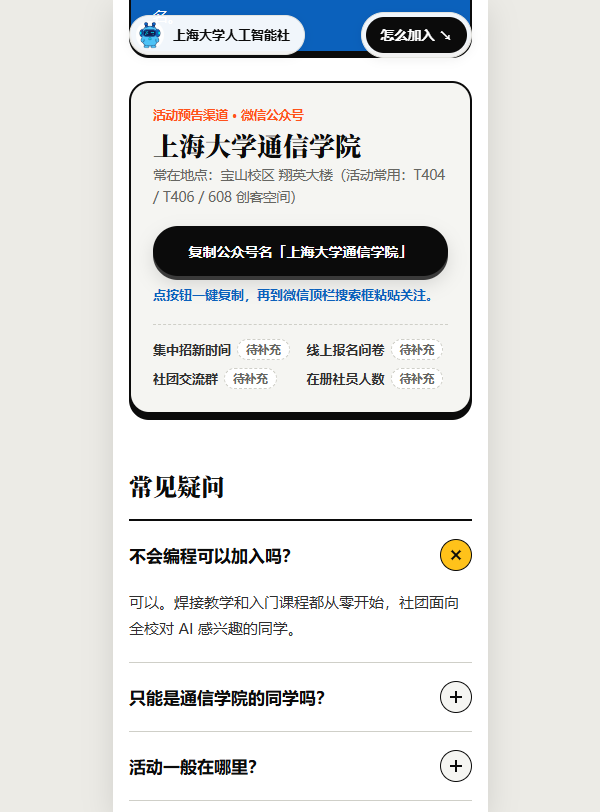 上海大学人工智能社
怎么加入 ↘
活动预告渠道 • 微信公众号
上海大学通信学院
常在地点：宝山校区 翔英大楼（活动常用：T404
/ T406 / 608 创客空间）
复制公众号名「上海大学通信学院」
点按钮一键复制，再到微信顶栏搜索框粘贴关注。
集中招新时间 待补充 线上报名问卷 待补充
社团交流群 待补充 在册社员人数 待补充
常见疑问
不会编程可以加入吗？
可以。焊接教学和入门课程都从零开始，社团面向
全校对 AI 感兴趣的同学。
只能是通信学院的同学吗？
活动一般在哪里？